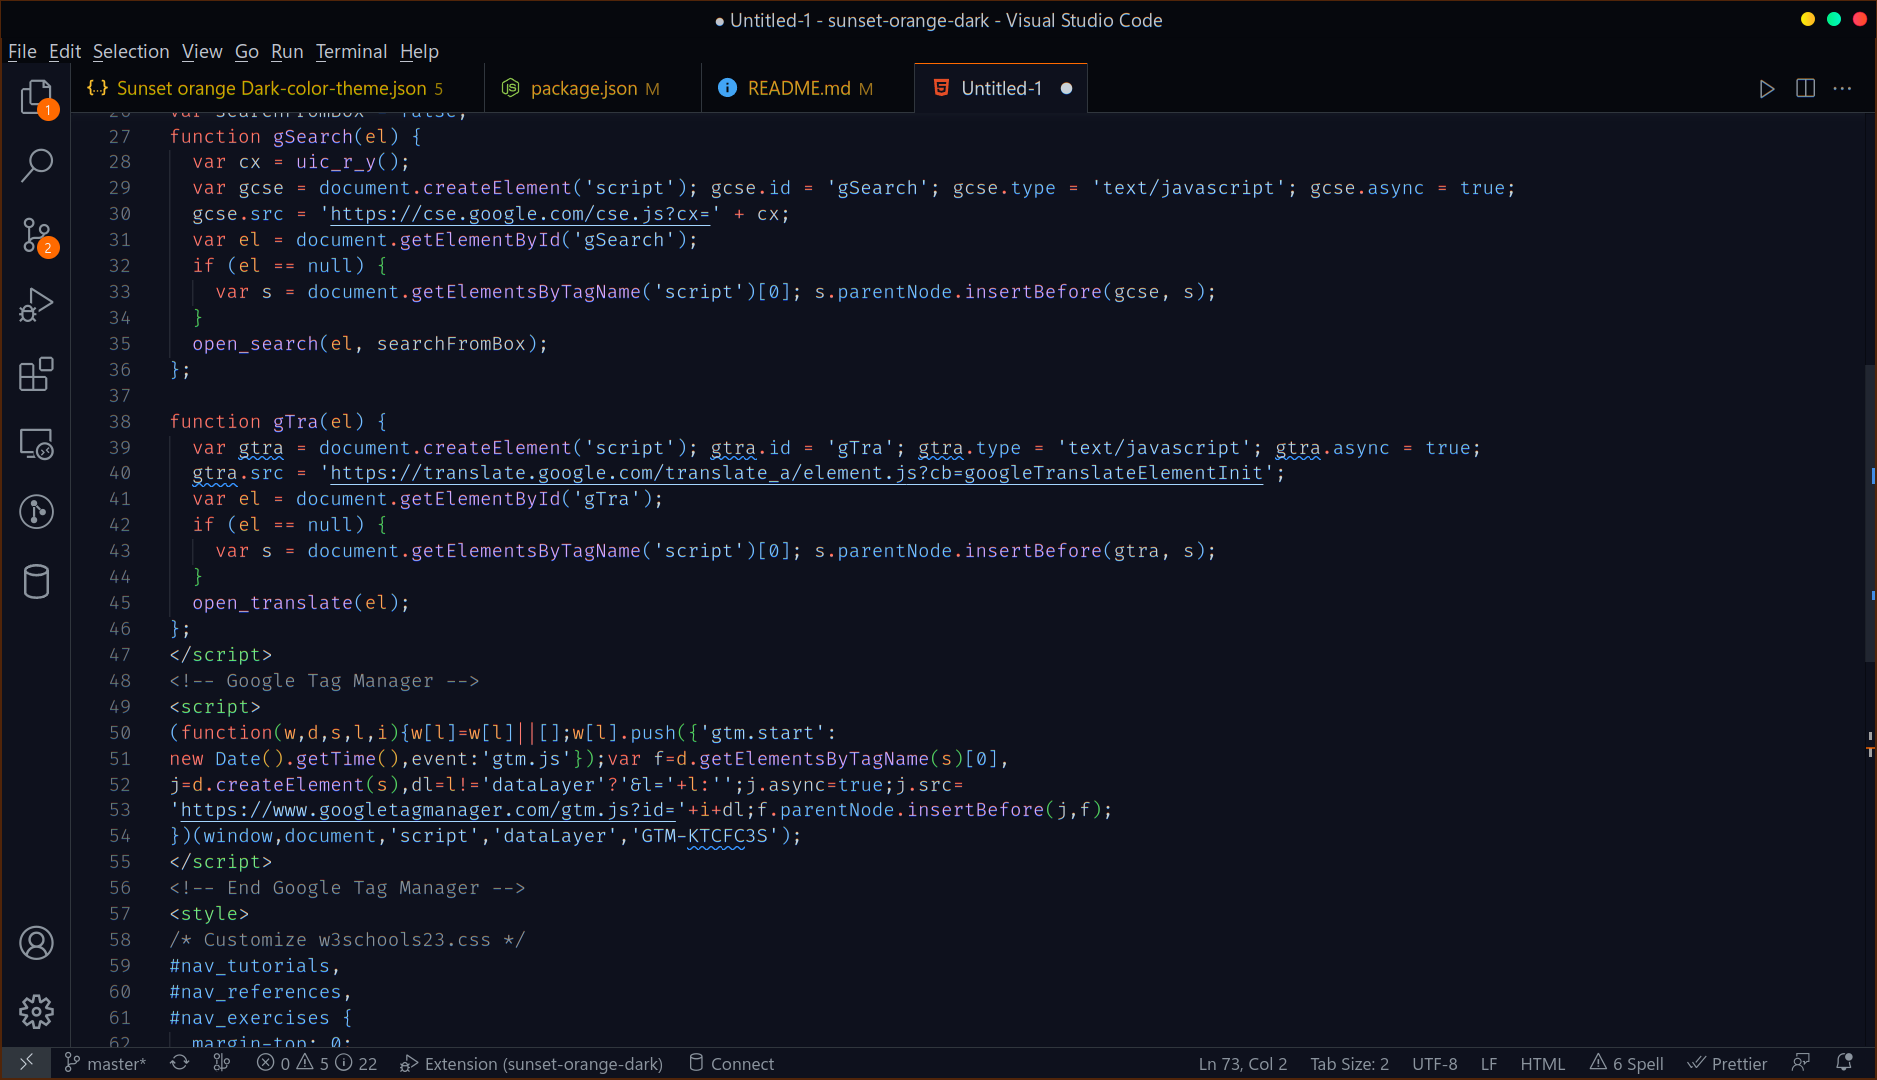 ● Untitled-1 - sunset-orange-dark - Visual Studio Code
File Edit Selection View Go Run Terminal Help
{..} Sunset orange Dark-color-theme.json 5 package.json M README.md M Untitled-1 ●
1
2
26 var searchFromBox = false;
27 function gSearch(el) {
28   var cx = uic_r_y();
29   var gcse = document.createElement('script'); gcse.id = 'gSearch'; gcse.type = 'text/javascript'; gcse.async = true;
30   gcse.src = 'https://cse.google.com/cse.js?cx=' + cx;
31   var el = document.getElementById('gSearch');
32   if (el == null) {
33     var s = document.getElementsByTagName('script')[0]; s.parentNode.insertBefore(gcse, s);
34   }
35   open_search(el, searchFromBox);
36 };
37
38 function gTra(el) {
39   var gtra = document.createElement('script'); gtra.id = 'gTra'; gtra.type = 'text/javascript'; gtra.async = true;
40   gtra.src = 'https://translate.google.com/translate_a/element.js?cb=googleTranslateElementInit';
41   var el = document.getElementById('gTra');
42   if (el == null) {
43     var s = document.getElementsByTagName('script')[0]; s.parentNode.insertBefore(gtra, s);
44   }
45   open_translate(el);
46 };
47 </script>
48 <!-- Google Tag Manager -->
49 <script>
50 (function(w,d,s,l,i){w[l]=w[l]||[];w[l].push({'gtm.start':
51 new Date().getTime(),event:'gtm.js'});var f=d.getElementsByTagName(s)[0],
52 j=d.createElement(s),dl=l!='dataLayer'?'&l='+l:'';j.async=true;j.src=
53 'https://www.googletagmanager.com/gtm.js?id='+i+dl;f.parentNode.insertBefore(j,f);
54 })(window,document,'script','dataLayer','GTM-KTCFC3S');
55 </script>
56 <!-- End Google Tag Manager -->
57 <style>
58 /* Customize w3schools23.css */
59 #nav_tutorials,
60 #nav_references,
61 #nav_exercises {
62   margin-top: 0;
master* 0 5 22 Extension (sunset-orange-dark) Connect Ln 73, Col 2 Tab Size: 2 UTF-8 LF HTML 6 Spell Prettier